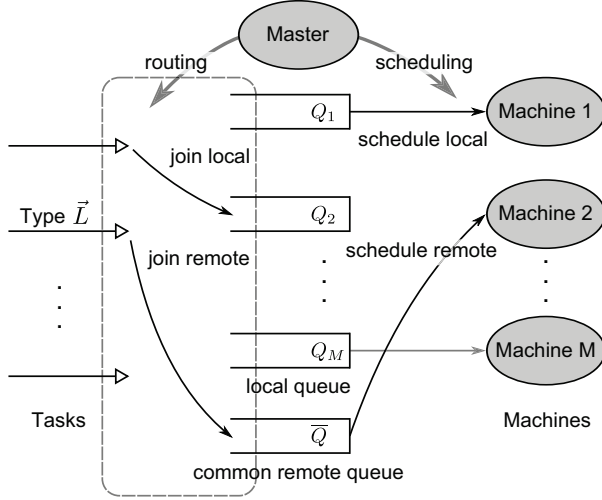 Master
routing
scheduling
Q₁
Machine 1
schedule local
join local
Type L⃗
Q₂
Machine 2
join remote
schedule remote
Q_M
Machine M
local queue
Tasks
Q̅
Machines
common remote queue